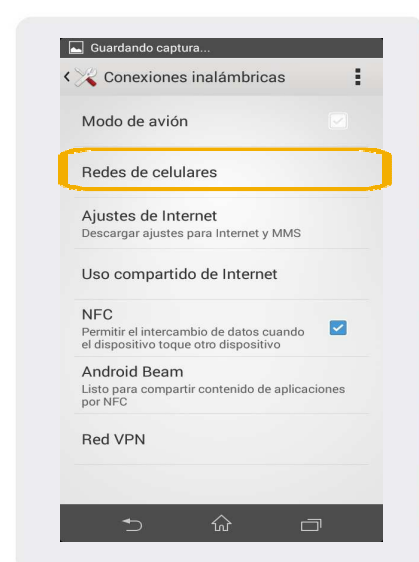 Guardando captura...
Conexiones inalámbricas
Modo de avión
Redes de celulares
Ajustes de Internet
Descargar ajustes para Internet y MMS
Uso compartido de Internet
NFC
Permitir el intercambio de datos cuando
el dispositivo toque otro dispositivo
Android Beam
Listo para compartir contenido de aplicaciones
por NFC
Red VPN